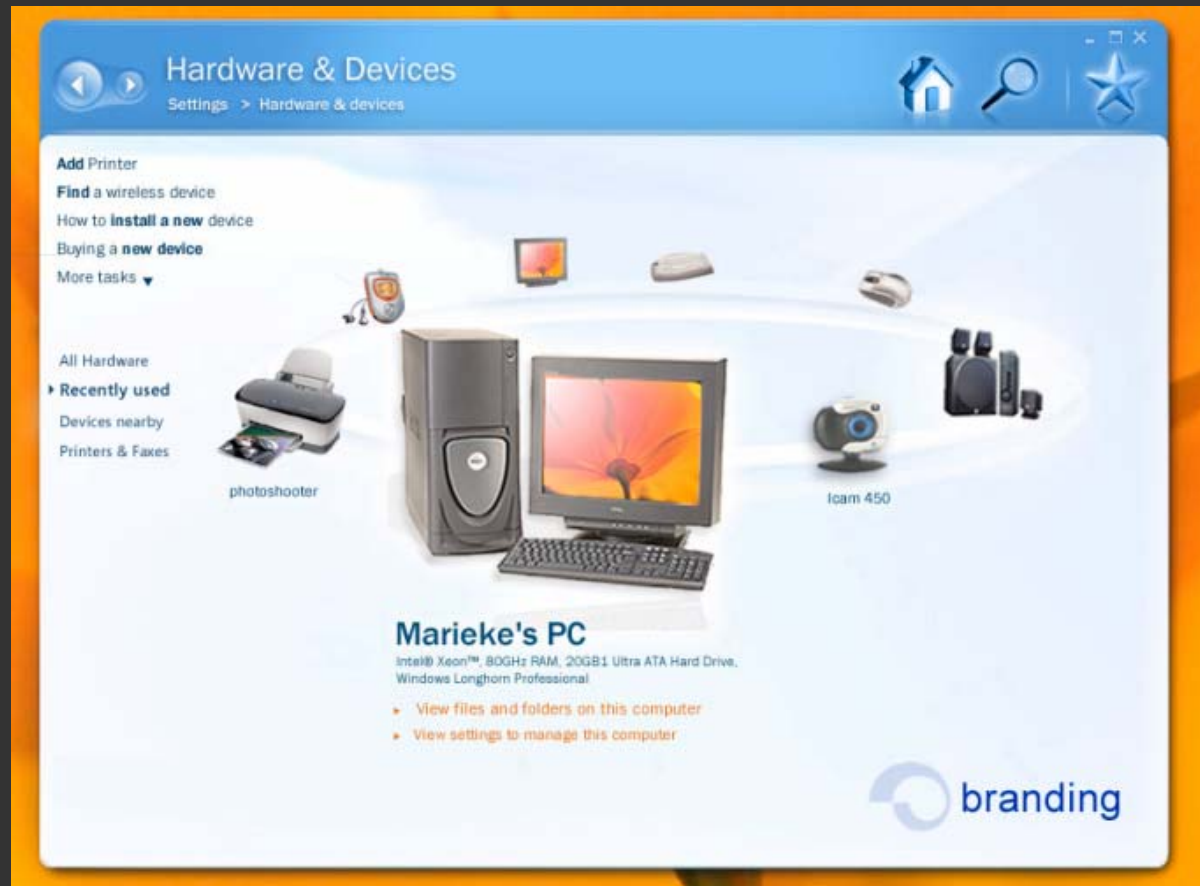 Hardware & Devices
Settings > Hardware & devices
Add Printer
Find a wireless device
How to install a new device
Buying a new device
More tasks
All Hardware
Recently used
Devices nearby
Printers & Faxes
photoshooter
Icam 450
Marieke's PC
Intel® Xeon™, 80GHz RAM, 20GB1 Ultra ATA Hard Drive,
Windows Longhorn Professional
View files and folders on this computer
View settings to manage this computer
branding